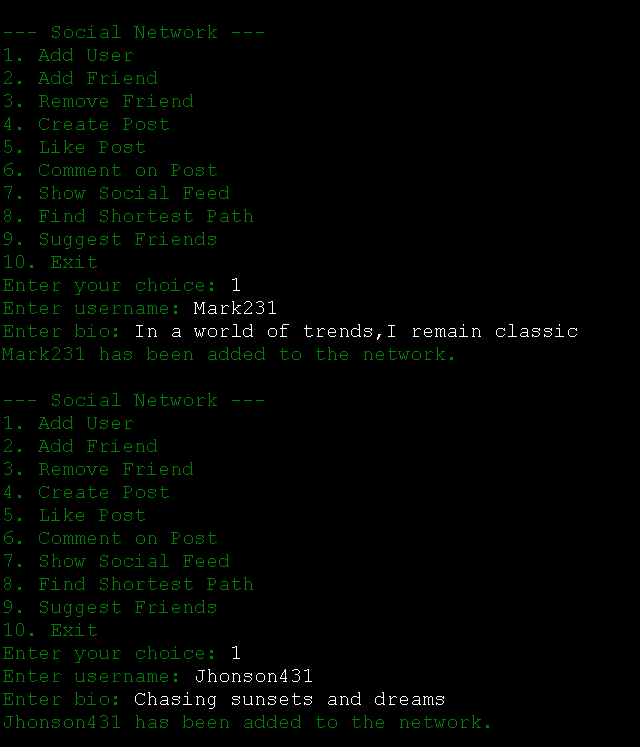 --- Social Network ---
1. Add User
2. Add Friend
3. Remove Friend
4. Create Post
5. Like Post
6. Comment on Post
7. Show Social Feed
8. Find Shortest Path
9. Suggest Friends
10. Exit
Enter your choice: 1
Enter username: Mark231
Enter bio: In a world of trends,I remain classic
Mark231 has been added to the network.
--- Social Network ---
1. Add User
2. Add Friend
3. Remove Friend
4. Create Post
5. Like Post
6. Comment on Post
7. Show Social Feed
8. Find Shortest Path
9. Suggest Friends
10. Exit
Enter your choice: 1
Enter username: Jhonson431
Enter bio: Chasing sunsets and dreams
Jhonson431 has been added to the network.